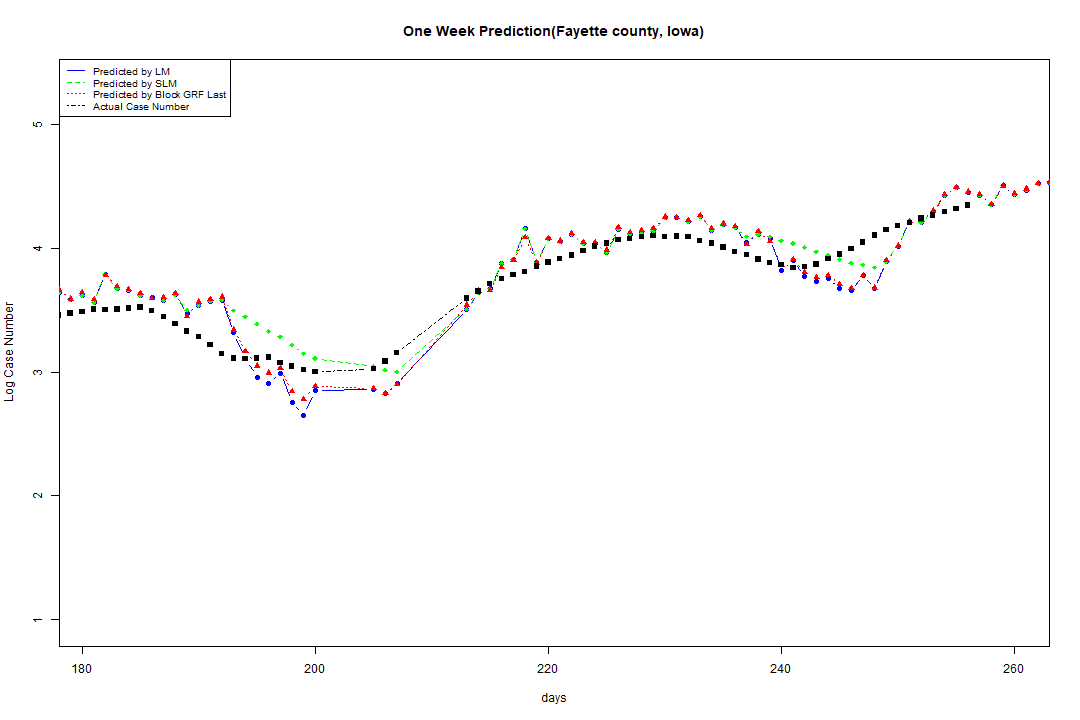 One Week Prediction(Fayette county, Iowa)
Predicted by LM
Predicted by SLM
Predicted by Block GRF Last
Actual Case Number
5
4
3
2
1
Log Case Number
180 200 220 240 260
days